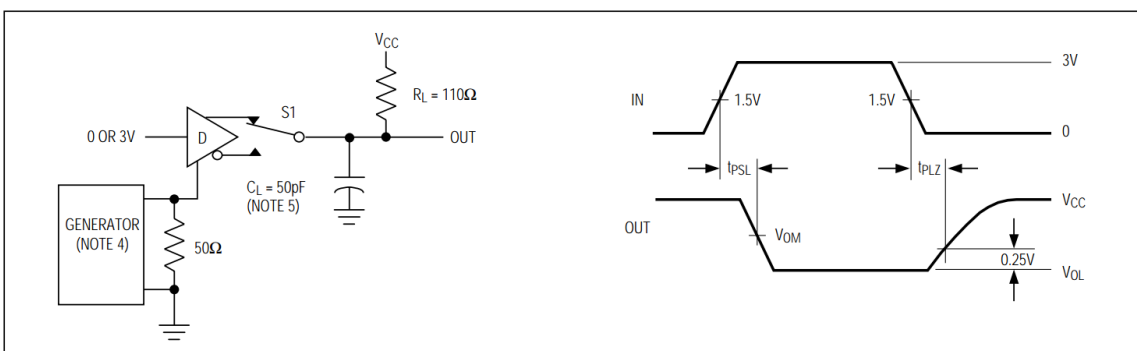 VCC
RL = 110Ω
S1
0 OR 3V
D
OUT
CL = 50pF
(NOTE 5)
GENERATOR
(NOTE 4)
50Ω
3V
IN
1.5V
1.5V
0
tPSL
tPLZ
VCC
OUT
VOM
0.25V
VOL